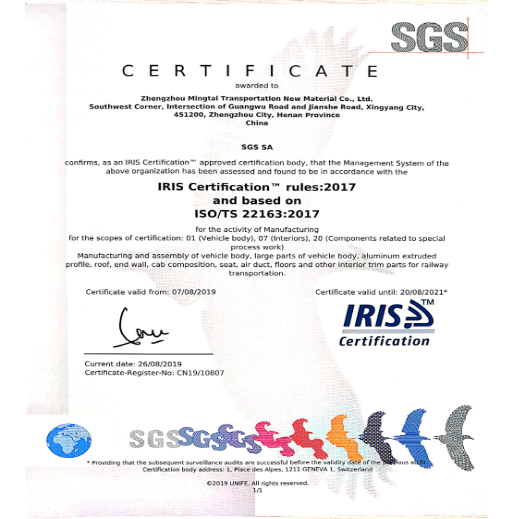 SGS
CERTIFICATE
awarded to
Zhengzhou Mingtai Transportation New Material Co., Ltd.
Southwest Corner, Intersection of Guangwu Road and Jianshe Road, Xingyang City,
451200, Zhengzhou City, Henan Province
China
SGS SA
confirms, as an IRIS Certification™ approved certification body, that the Management System of the
above organization has been assessed and found to be in accordance with the
IRIS Certification™ rules:2017
and based on
ISO/TS 22163:2017
for the activity of Manufacturing
for the scopes of certification: 01 (Vehicle body), 07 (Interiors), 20 (Components related to special
process work)
Manufacturing and assembly of vehicle body, large parts of vehicle body, aluminum extruded
profile, roof, end wall, cab composition, seat, air duct, floors and other interior trim parts for railway
transportation.
Certificate valid from: 07/08/2019
Certificate valid until: 20/08/2021*
IRIS TM
Certification
Current date: 26/08/2019
Certificate-Register-No: CN19/10807
SGSSGSSGS
* Providing that the subsequent surveillance audits are successful before the validity date of the previous audit.
Certification body address: 1, Place des Alpes, 1211 GENEVA 1, Switzerland
©2019 UNIFE. All rights reserved.
1/1